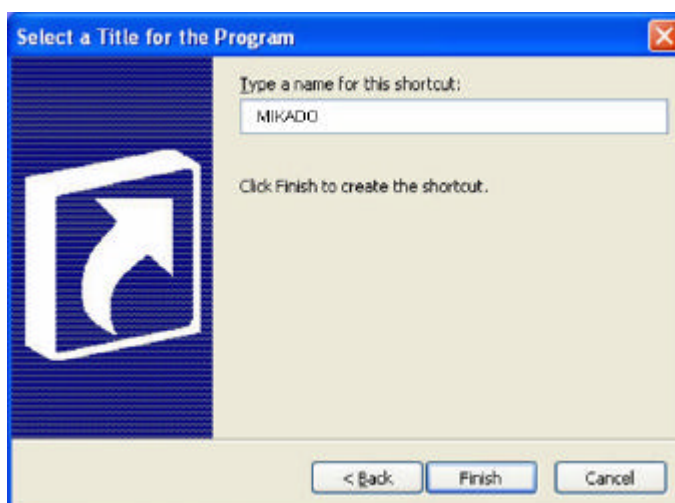 Select a Title for the Program
Type a name for this shortcut:
MIKADO
Click Finish to create the shortcut.
< Back
Finish
Cancel